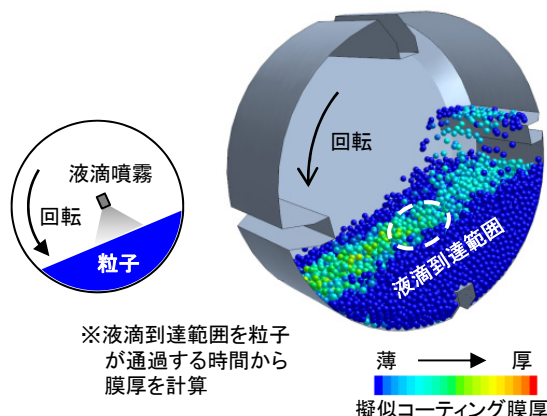 液滴噴霧
回転
粒子
回転
液滴到達範囲
※液滴到達範囲を粒子
が通過する時間から
膜厚を計算
薄 厚
擬似コーティング膜厚